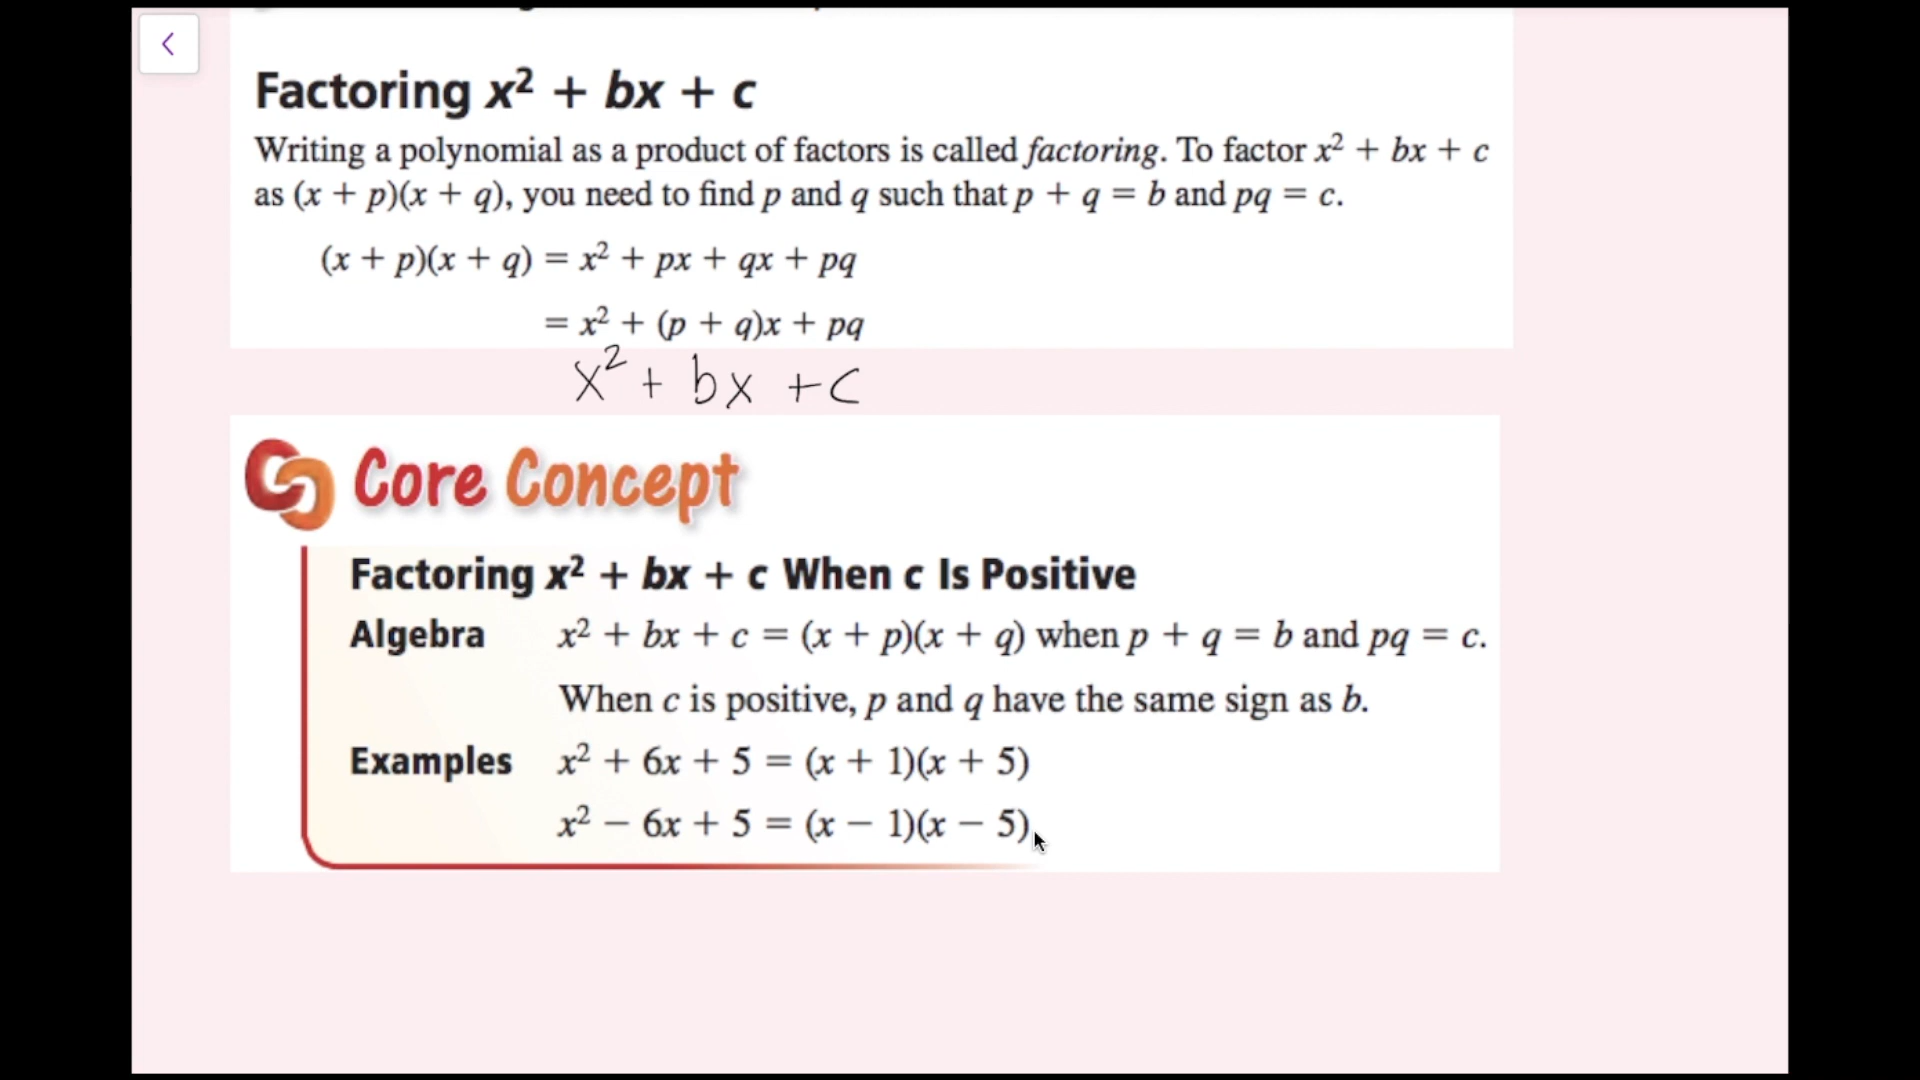 Factoring x² + bx + c
Writing a polynomial as a product of factors is called factoring. To factor x² + bx + c
as (x + p)(x + q), you need to find p and q such that p + q = b and pq = c.
(x + p)(x + q) = x² + px + qx + pq
= x² + (p + q)x + pq
x² + bx + c
Core Concept
Factoring x² + bx + c When c Is Positive
Algebra x² + bx + c = (x + p)(x + q) when p + q = b and pq = c.
When c is positive, p and q have the same sign as b.
Examples x² + 6x + 5 = (x + 1)(x + 5)
x² − 6x + 5 = (x − 1)(x − 5)